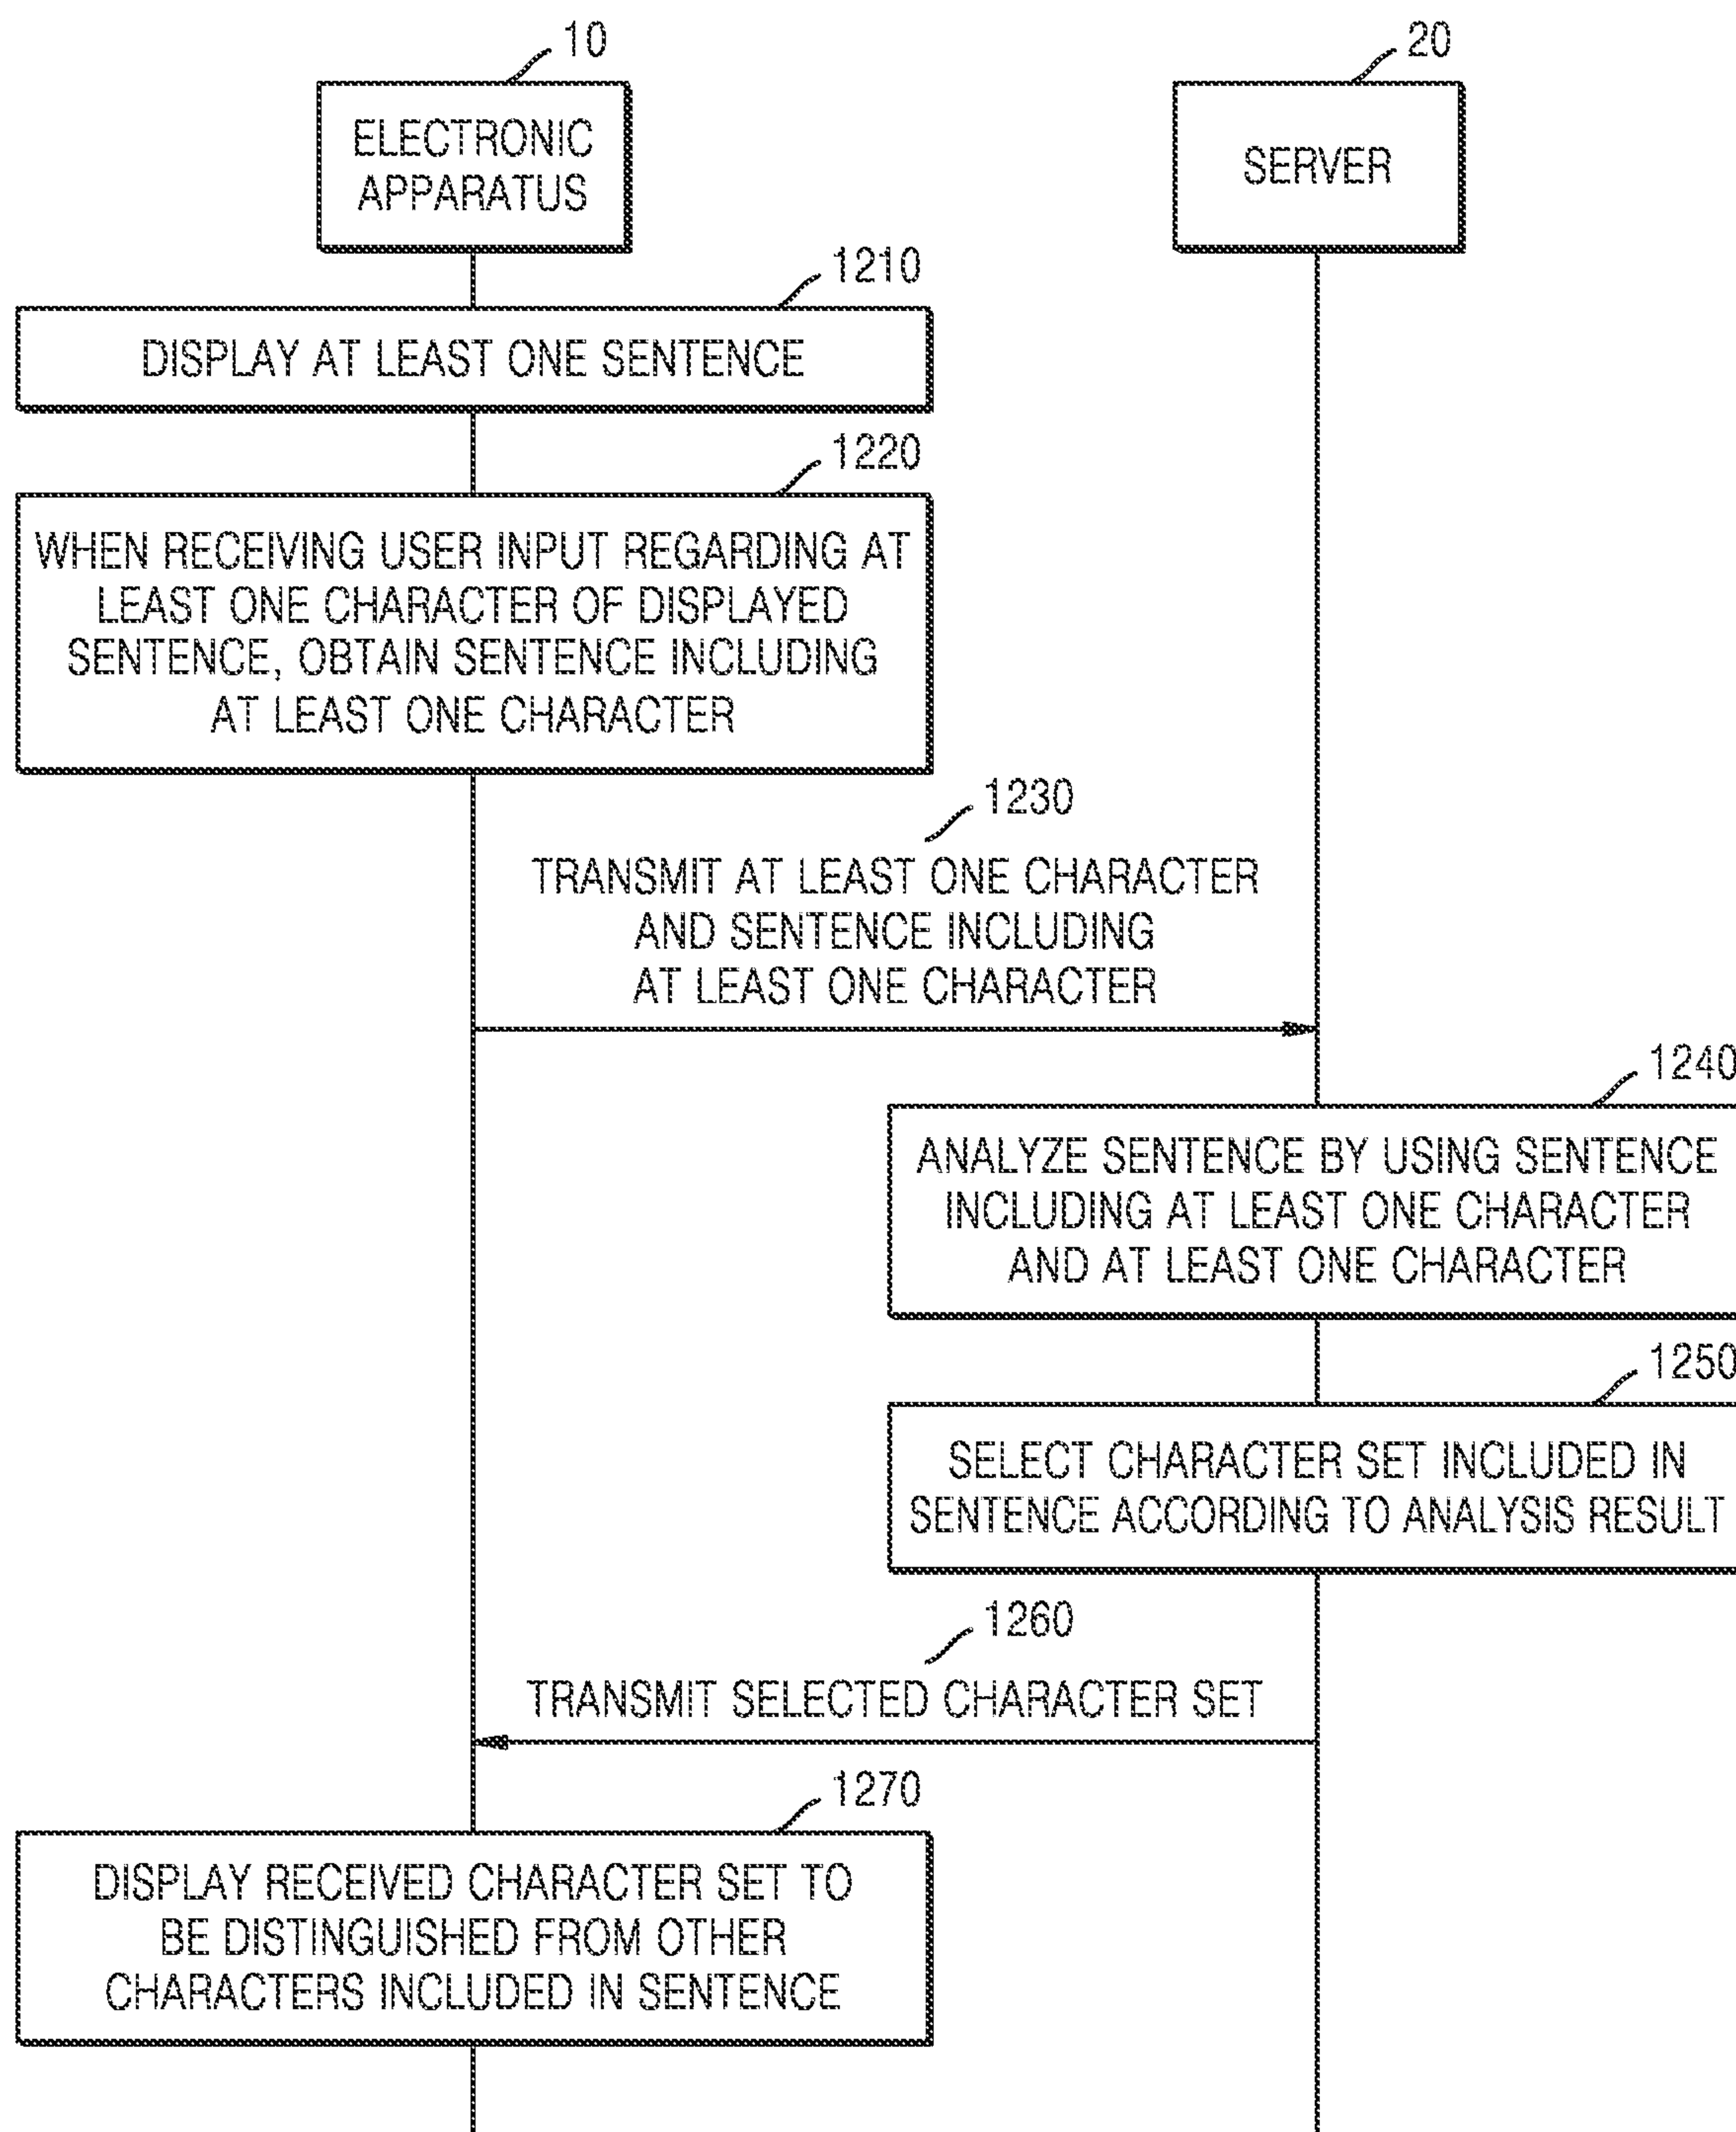 10
20
ELECTRONIC
APPARATUS
SERVER
1210
DISPLAY AT LEAST ONE SENTENCE
1220
WHEN RECEIVING USER INPUT REGARDING AT
LEAST ONE CHARACTER OF DISPLAYED
SENTENCE, OBTAIN SENTENCE INCLUDING
AT LEAST ONE CHARACTER
1230
TRANSMIT AT LEAST ONE CHARACTER
AND SENTENCE INCLUDING
AT LEAST ONE CHARACTER
1240
ANALYZE SENTENCE BY USING SENTENCE
INCLUDING AT LEAST ONE CHARACTER
AND AT LEAST ONE CHARACTER
1250
SELECT CHARACTER SET INCLUDED IN
SENTENCE ACCORDING TO ANALYSIS RESULT
1260
TRANSMIT SELECTED CHARACTER SET
1270
DISPLAY RECEIVED CHARACTER SET TO
BE DISTINGUISHED FROM OTHER
CHARACTERS INCLUDED IN SENTENCE